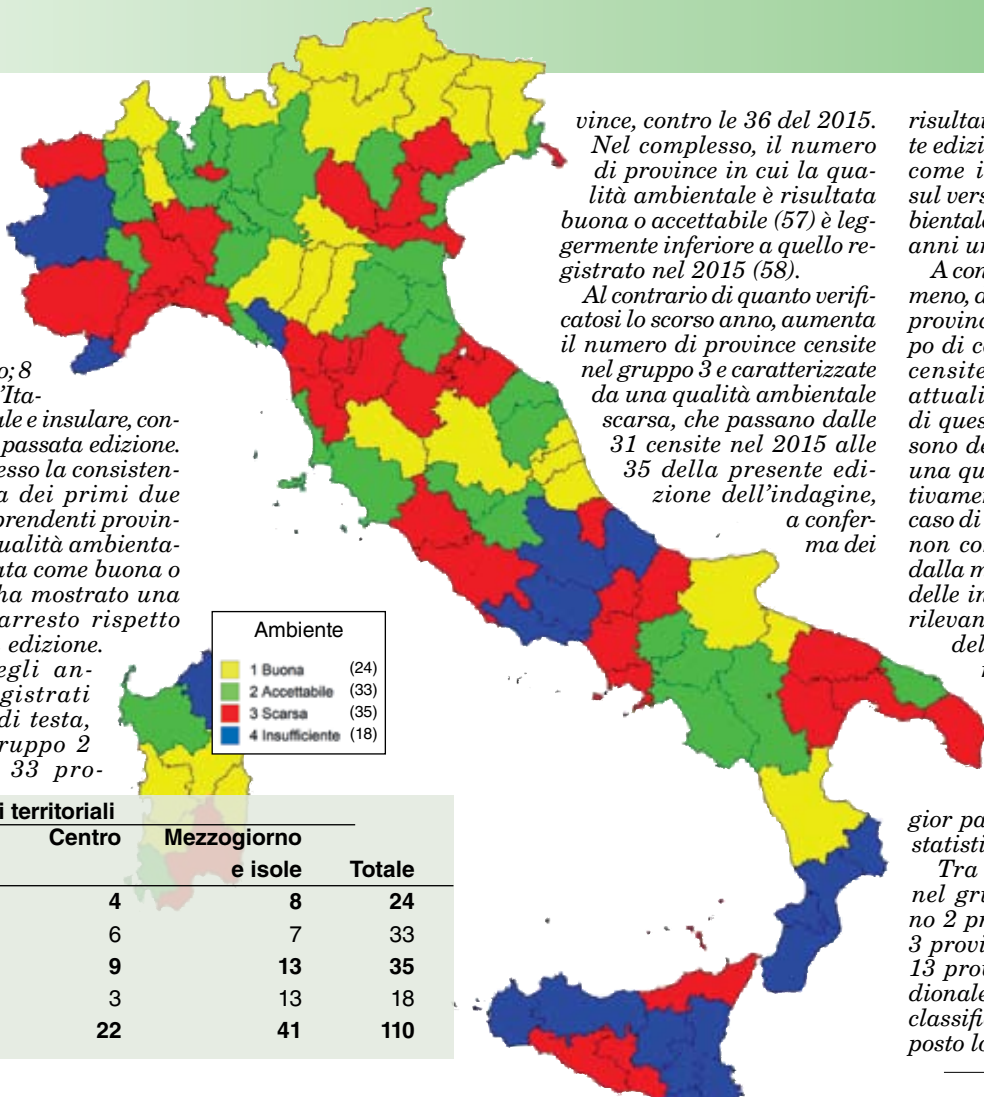 o; 8
’Ita-
ale e insulare, con-
passata edizione.
esso la consisten-
a dei primi due
prendenti provin-
ualità ambienta-
ata come buona o
ha mostrato una
arresto rispetto
edizione.
egli an-
gistrati
di testa,
ruppo 2
33 pro-
vince, contro le 36 del 2015.
Nel complesso, il numero
di province in cui la qua-
lità ambientale è risultata
buona o accettabile (57) è leg-
germente inferiore a quello re-
gistrato nel 2015 (58).
Al contrario di quanto verifi-
catosi lo scorso anno, aumenta
il numero di province censite
nel gruppo 3 e caratterizzate
da una qualità ambientale
scarsa, che passano dalle
31 censite nel 2015 alle
35 della presente edi-
zione dell’indagine,
a confer-
ma dei
risultat
te edizi
come i
sul vers
bientale
anni un
A con
meno, a
provinc
po di c
censite
attuali
di ques
sono de
una qu
tivamen
caso di
non co
dalla m
delle in
rilevan
del
gior pa
statisti
Tra
nel gru
no 2 pr
3 provi
13 prov
dionale
classifi
posto lo
Ambiente
1 Buona (24)
2 Accettabile (33)
3 Scarsa (35)
4 Insufficiente (18)
i territoriali
Centro Mezzogiorno
e isole Totale
4 8 24
6 7 33
9 13 35
3 13 18
22 41 110